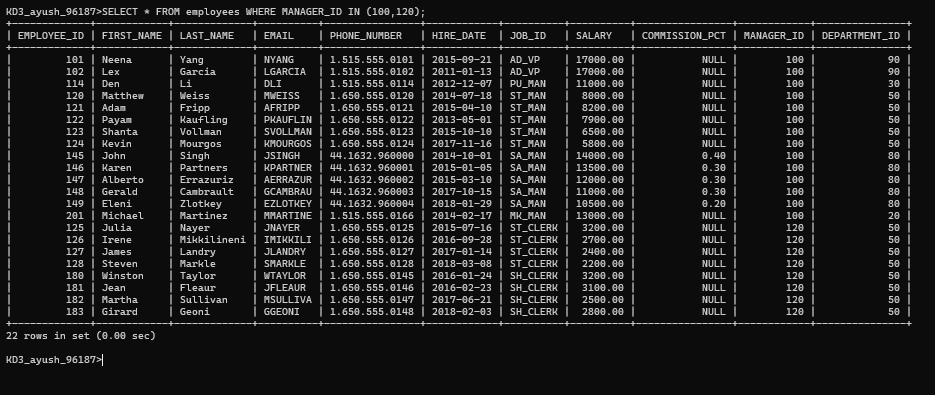 KD3_ayush_96187>SELECT * FROM employees WHERE MANAGER_ID IN (100,120);
+-------------+------------+-------------+----------+--------------------+------------+----------+----------+----------------+------------+---------------+
| EMPLOYEE_ID | FIRST_NAME | LAST_NAME | EMAIL | PHONE_NUMBER | HIRE_DATE | JOB_ID | SALARY | COMMISSION_PCT | MANAGER_ID | DEPARTMENT_ID |
+-------------+------------+-------------+----------+--------------------+------------+----------+----------+----------------+------------+---------------+
| 101 | Neena | Yang | NYANG | 1.515.555.0101 | 2015-09-21 | AD_VP | 17000.00 | NULL | 100 | 90 |
| 102 | Lex | Garcia | LGARCIA | 1.515.555.0102 | 2011-01-13 | AD_VP | 17000.00 | NULL | 100 | 90 |
| 114 | Den | Li | DLI | 1.515.555.0114 | 2012-12-07 | PU_MAN | 11000.00 | NULL | 100 | 30 |
| 120 | Matthew | Weiss | MWEISS | 1.650.555.0120 | 2014-07-18 | ST_MAN | 8000.00 | NULL | 100 | 50 |
| 121 | Adam | Fripp | AFRIPP | 1.650.555.0121 | 2015-04-10 | ST_MAN | 8200.00 | NULL | 100 | 50 |
| 122 | Payam | Kaufling | PKAUFLIN | 1.650.555.0122 | 2013-05-01 | ST_MAN | 7900.00 | NULL | 100 | 50 |
| 123 | Shanta | Vollman | SVOLLMAN | 1.650.555.0123 | 2015-10-10 | ST_MAN | 6500.00 | NULL | 100 | 50 |
| 124 | Kevin | Mourgos | KMOURGOS | 1.650.555.0124 | 2017-11-16 | ST_MAN | 5800.00 | NULL | 100 | 50 |
| 145 | John | Singh | JSINGH | 44.1632.960000 | 2014-10-01 | SA_MAN | 14000.00 | 0.40 | 100 | 80 |
| 146 | Karen | Partners | KPARTNER | 44.1632.960001 | 2015-01-05 | SA_MAN | 13500.00 | 0.30 | 100 | 80 |
| 147 | Alberto | Errazuriz | AERRAZUR | 44.1632.960002 | 2015-03-10 | SA_MAN | 12000.00 | 0.30 | 100 | 80 |
| 148 | Gerald | Cambrault | GCAMBRAU | 44.1632.960003 | 2017-10-15 | SA_MAN | 11000.00 | 0.30 | 100 | 80 |
| 149 | Eleni | Zlotkey | EZLOTKEY | 44.1632.960004 | 2018-01-29 | SA_MAN | 10500.00 | 0.20 | 100 | 80 |
| 201 | Michael | Martinez | MMARTINE | 1.515.555.0166 | 2014-02-17 | MK_MAN | 13000.00 | NULL | 100 | 20 |
| 125 | Julia | Nayer | JNAYER | 1.650.555.0125 | 2015-07-16 | ST_CLERK | 3200.00 | NULL | 120 | 50 |
| 126 | Irene | Mikkilineni | IMIKKILI | 1.650.555.0126 | 2016-09-28 | ST_CLERK | 2700.00 | NULL | 120 | 50 |
| 127 | James | Landry | JLANDRY | 1.650.555.0127 | 2017-01-14 | ST_CLERK | 2400.00 | NULL | 120 | 50 |
| 128 | Steven | Markle | SMARKLE | 1.650.555.0128 | 2018-03-08 | ST_CLERK | 2200.00 | NULL | 120 | 50 |
| 180 | Winston | Taylor | WTAYLOR | 1.650.555.0145 | 2016-01-24 | SH_CLERK | 3200.00 | NULL | 120 | 50 |
| 181 | Jean | Fleaur | JFLEAUR | 1.650.555.0146 | 2016-02-23 | SH_CLERK | 3100.00 | NULL | 120 | 50 |
| 182 | Martha | Sullivan | MSULLIVA | 1.650.555.0147 | 2017-06-21 | SH_CLERK | 2500.00 | NULL | 120 | 50 |
| 183 | Girard | Geoni | GGEONI | 1.650.555.0148 | 2018-02-03 | SH_CLERK | 2800.00 | NULL | 120 | 50 |
+-------------+------------+-------------+----------+--------------------+------------+----------+----------+----------------+------------+---------------+
22 rows in set (0.00 sec)
KD3_ayush_96187>